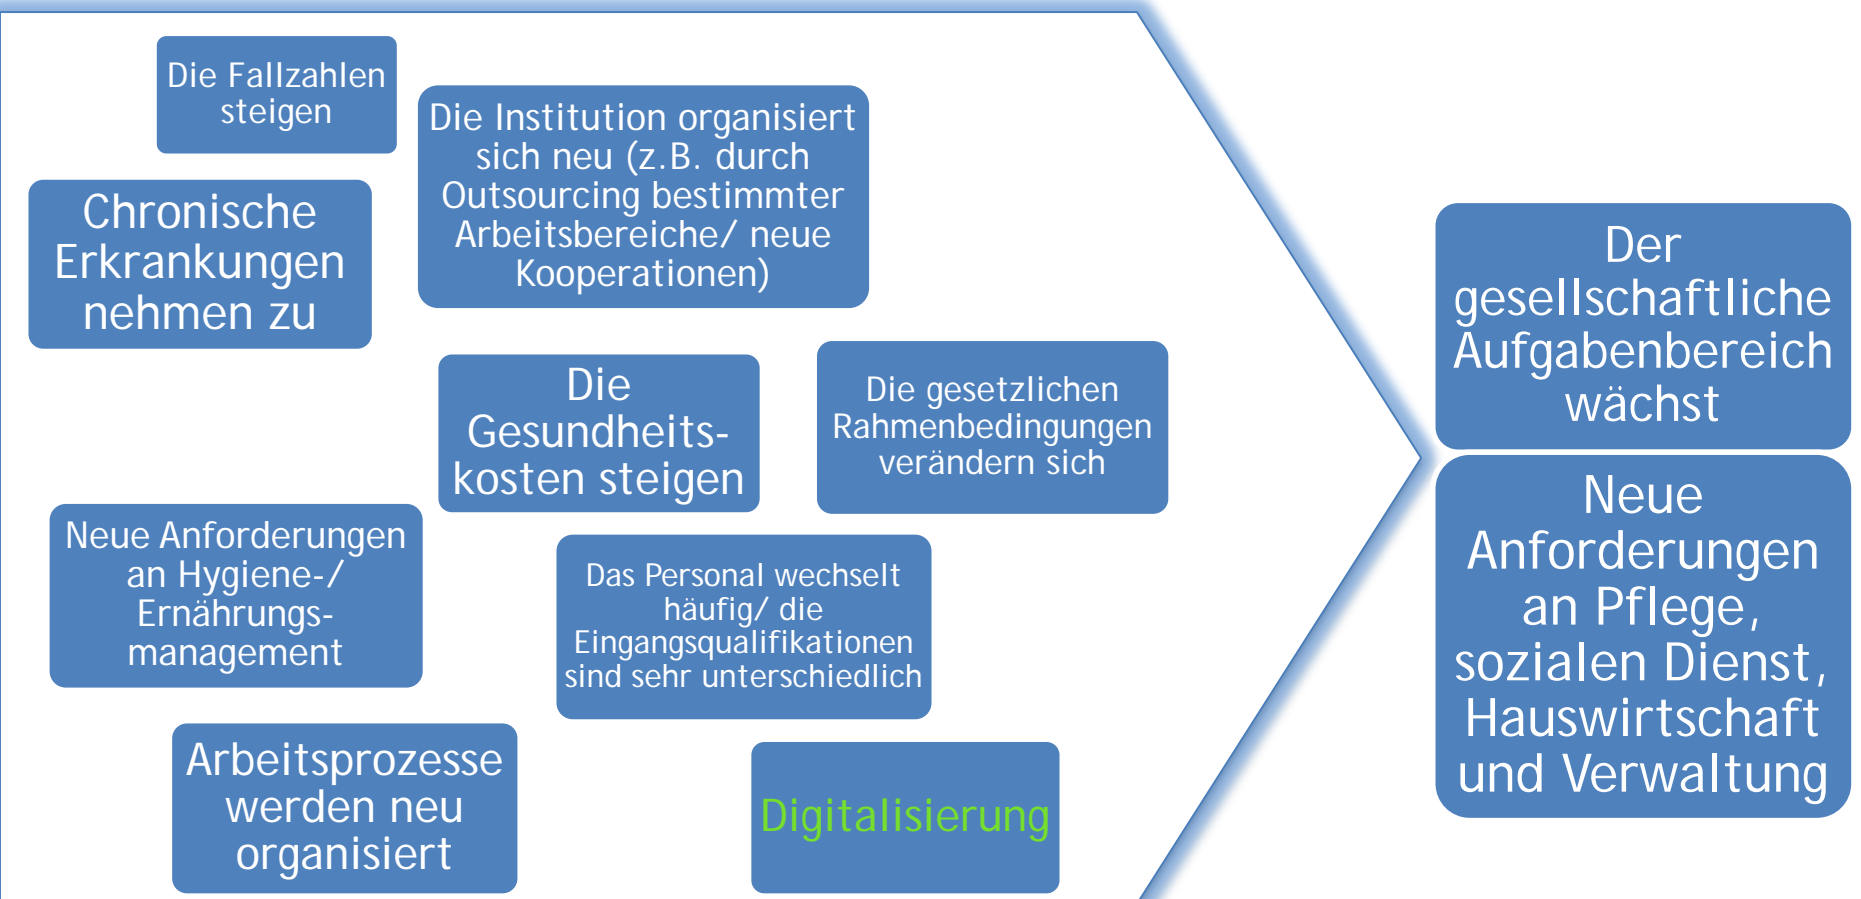 Die Fallzahlen
steigen
Die Institution organisiert
sich neu (z.B. durch
Outsourcing bestimmter
Arbeitsbereiche/ neue
Kooperationen)
Chronische
Erkrankungen
nehmen zu
Die
Gesundheits-
kosten steigen
Die gesetzlichen
Rahmenbedingungen
verändern sich
Neue Anforderungen
an Hygiene-/
Ernährungs-
management
Das Personal wechselt
häufig/ die
Eingangsqualifikationen
sind sehr unterschiedlich
Arbeitsprozesse
werden neu
organisiert
Digitalisierung
Der
gesellschaftliche
Aufgabenbereich
wächst
Neue
Anforderungen
an Pflege,
sozialen Dienst,
Hauswirtschaft
und Verwaltung